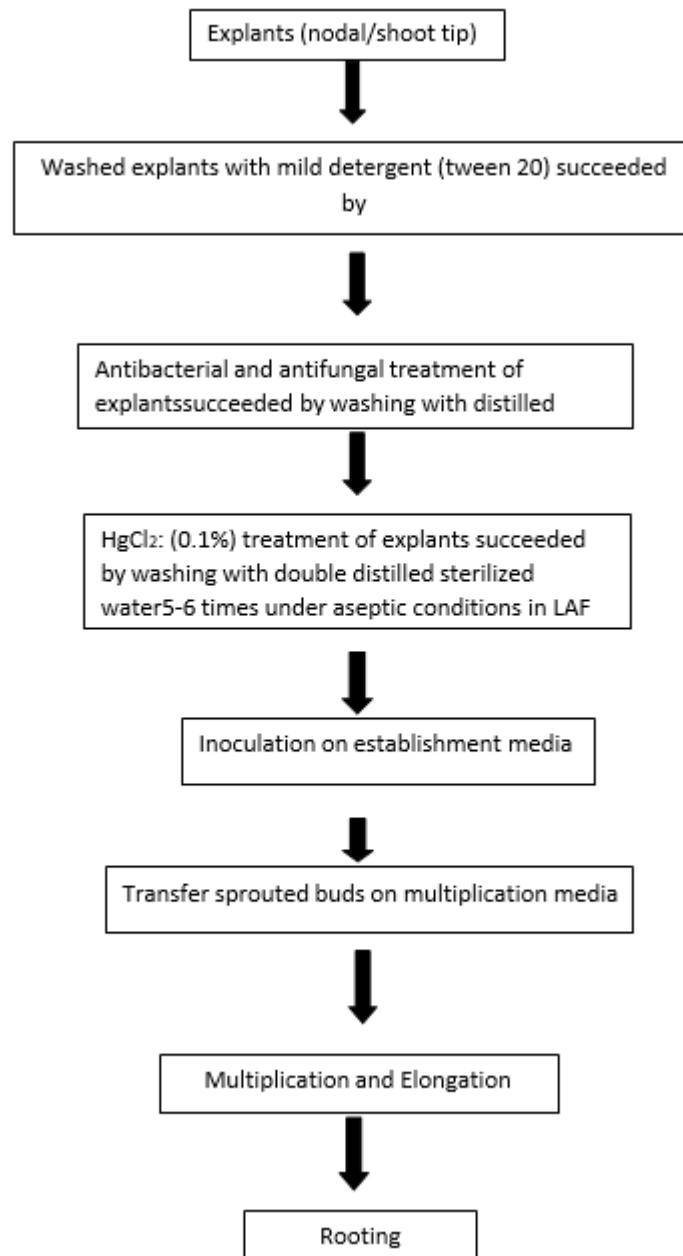 Explants (nodal/shoot tip)
Washed explants with mild detergent (tween 20) succeeded
by
Antibacterial and antifungal treatment of
explantssucceeded by washing with distilled
HgCl₂: (0.1%) treatment of explants succeeded
by washing with double distilled sterilized
water5-6 times under aseptic conditions in LAF
Inoculation on establishment media
Transfer sprouted buds on multiplication media
Multiplication and Elongation
Rooting